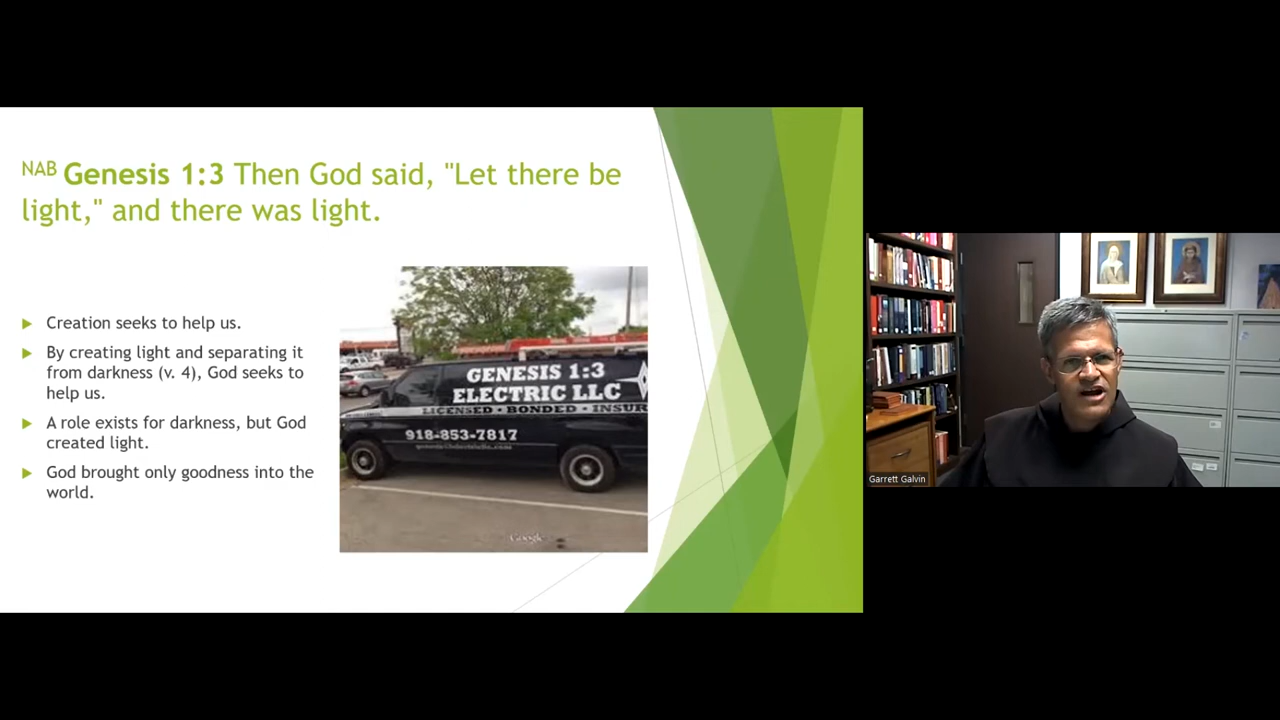 NAB Genesis 1:3 Then God said, "Let there be
light," and there was light.
Creation seeks to help us.
By creating light and separating it
from darkness (v. 4), God seeks to
help us.
A role exists for darkness, but God
created light.
God brought only goodness into the
world.
GENESIS 1:3
ELECTRIC LLC
LICENSED • BONDED • INSUR
918-853-7817
Google
Garrett Galvin